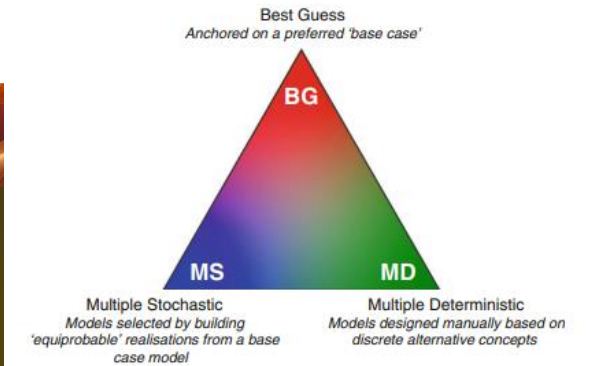 Best Guess
Anchored on a preferred 'base case'
BG
MS
MD
Multiple Stochastic
Models selected by building
'equiprobable' realisations from a base
case model
Multiple Deterministic
Models designed manually based on
discrete alternative concepts